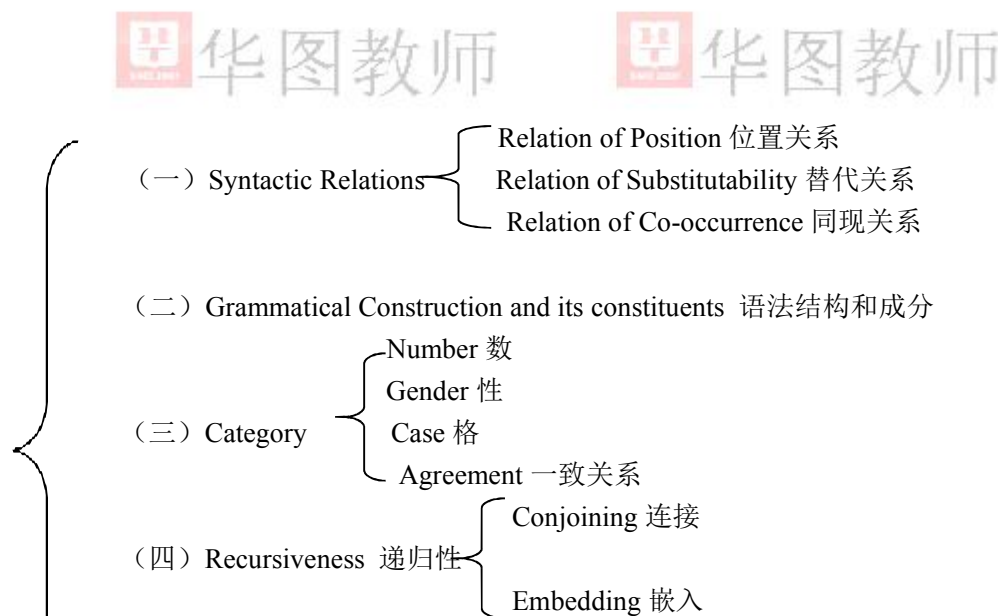 华图教师 华图教师
Relation of Position 位置关系
（一）Syntactic Relations
Relation of Substitutability 替代关系
Relation of Co-occurrence 同现关系
（二）Grammatical Construction and its constituents 语法结构和成分
Number 数
Gender 性
（三）Category
Case 格
Agreement 一致关系
Conjoining 连接
（四）Recursiveness 递归性
Embedding 嵌入